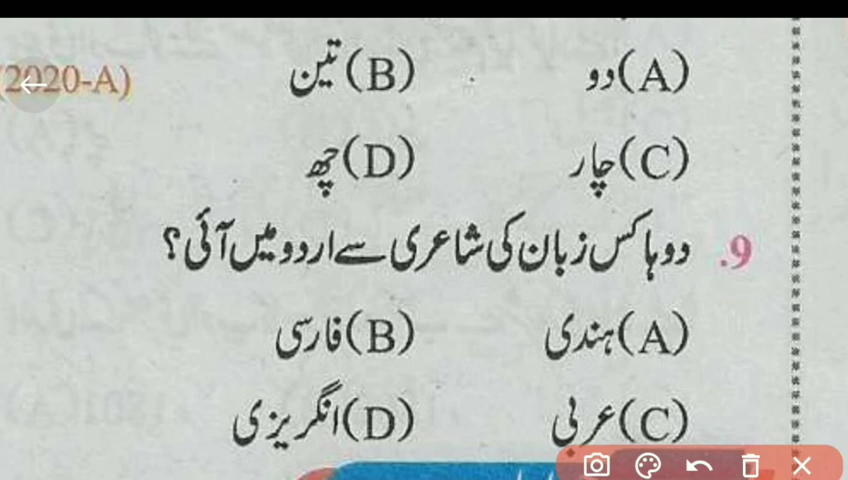 (A) دو (B) تین (2020-A)
(C) چار (D) چھ
9. دوہا کس زبان کی شاعری سے اردو میں آئی؟
(A) ہندی (B) فارسی
(C) عربی (D) انگریزی